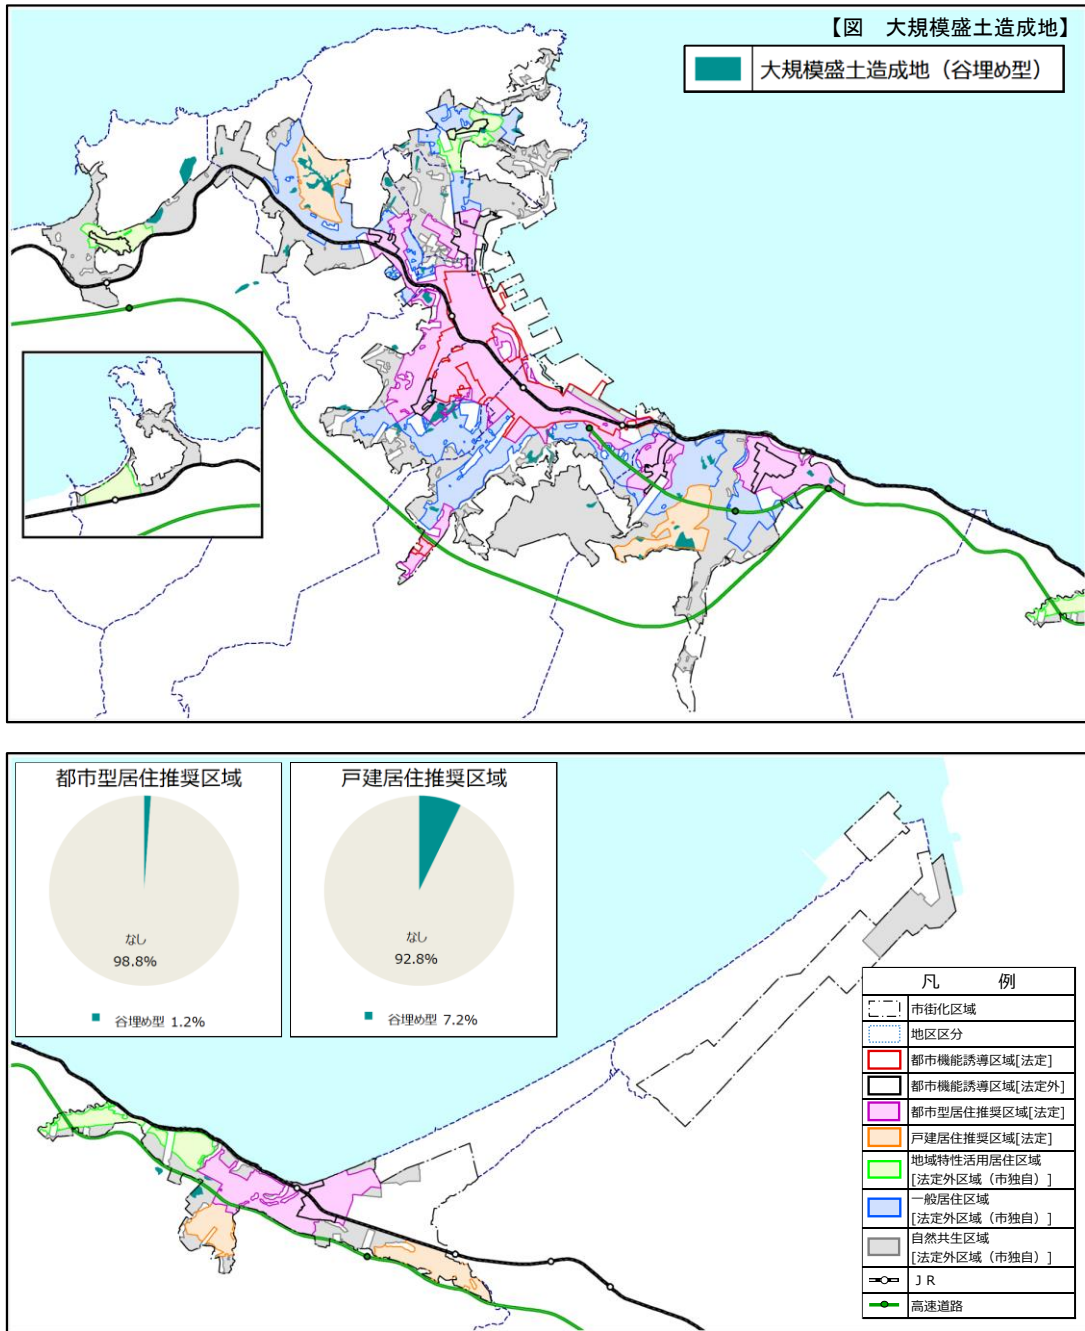 【図　大規模盛土造成地】
大規模盛土造成地（谷埋め型）
都市型居住推奨区域
なし
98.8%
谷埋め型 1.2%
戸建居住推奨区域
なし
92.8%
谷埋め型 7.2%
凡　例
市街化区域
地区区分
都市機能誘導区域[法定]
都市機能誘導区域[法定外]
都市型居住推奨区域[法定]
戸建居住推奨区域[法定]
地域特性活用居住区域
[法定外区域（市独自）]
一般居住区域
[法定外区域（市独自）]
自然共生区域
[法定外区域（市独自）]
ＪＲ
高速道路